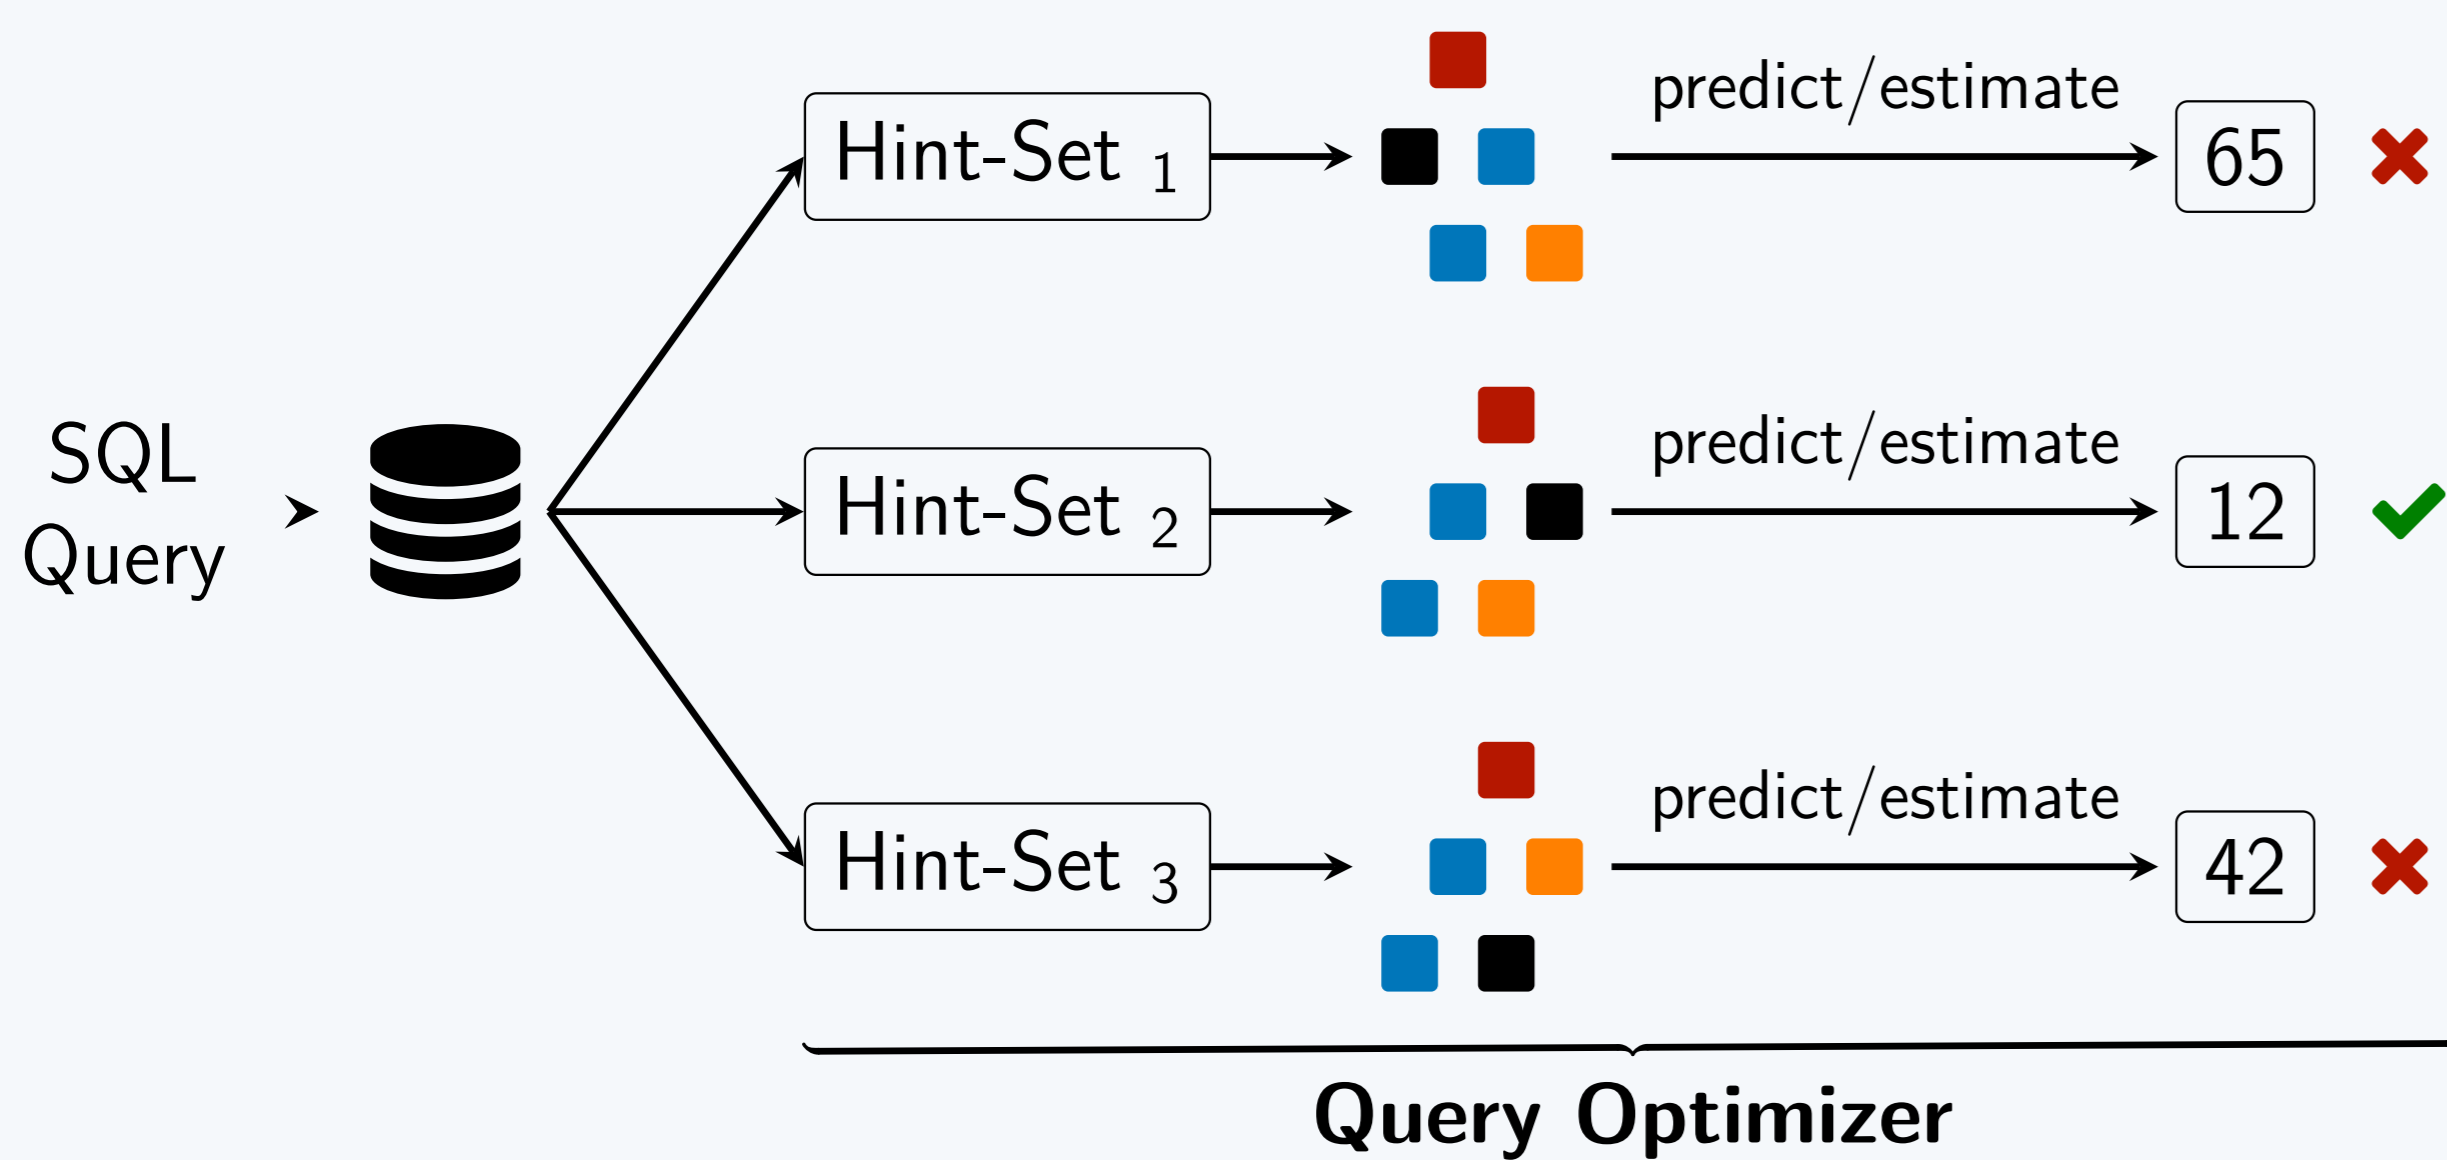 SQL
Query
Hint-Set 1
predict/estimate
65
Hint-Set 2
predict/estimate
12
Hint-Set 3
predict/estimate
42
Query Optimizer